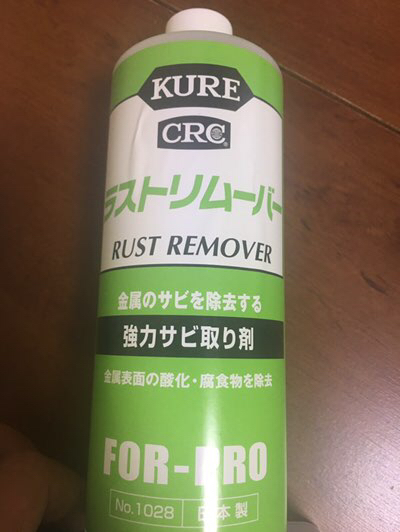 KURE
CRC
ラストリムーバー
RUST REMOVER
金属のサビを除去する
強力サビ取り剤
金属表面の酸化・腐食物を除去
FOR-PRO
No.1028 日本製